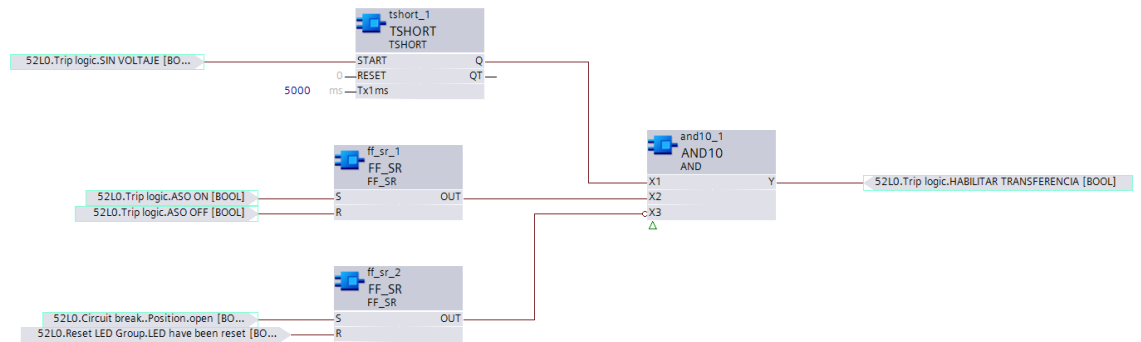 tshort_1
TSHORT
TSHORT
52L0.Trip logic.SIN VOLTAJE [BO...
START Q
0 RESET QT
5000 ms Tx1ms
ff_sr_1
FF_SR
FF_SR
52L0.Trip logic.ASO ON [BOOL] S OUT
52L0.Trip logic.ASO OFF [BOOL] R
and10_1
AND10
AND
X1 Y
X2
X3
52L0.Trip logic.HABILITAR TRANSFERENCIA [BOOL]
ff_sr_2
FF_SR
FF_SR
52L0.Circuit break..Position.open [BO... S OUT
52L0.Reset LED Group.LED have been reset [BO... R